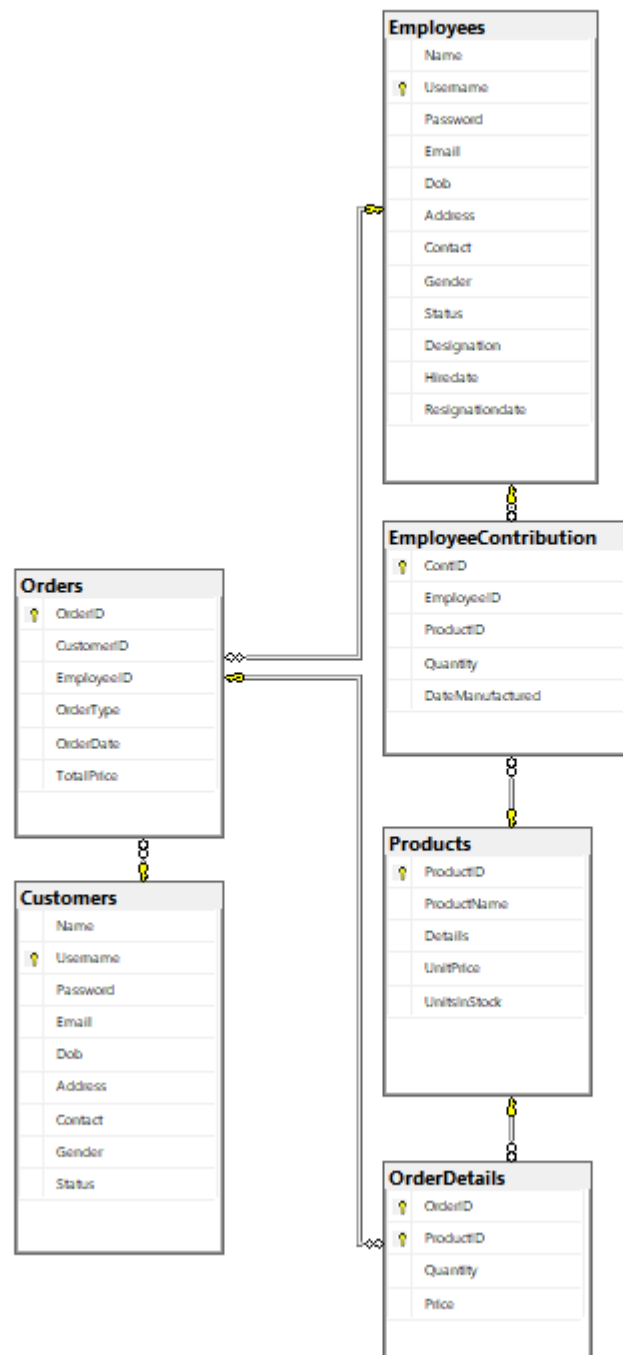 Employees
Name
Username
Password
Email
Dob
Address
Contact
Gender
Status
Designation
Hiredate
Resignationdate
EmployeeContribution
ContID
EmployeeID
ProductID
Quantity
DateManufactured
Orders
OrderID
CustomerID
EmployeeID
OrderType
OrderDate
TotalPrice
Products
ProductID
ProductName
Details
UnitPrice
UnitsInStock
Customers
Name
Username
Password
Email
Dob
Address
Contact
Gender
Status
OrderDetails
OrderID
ProductID
Quantity
Price